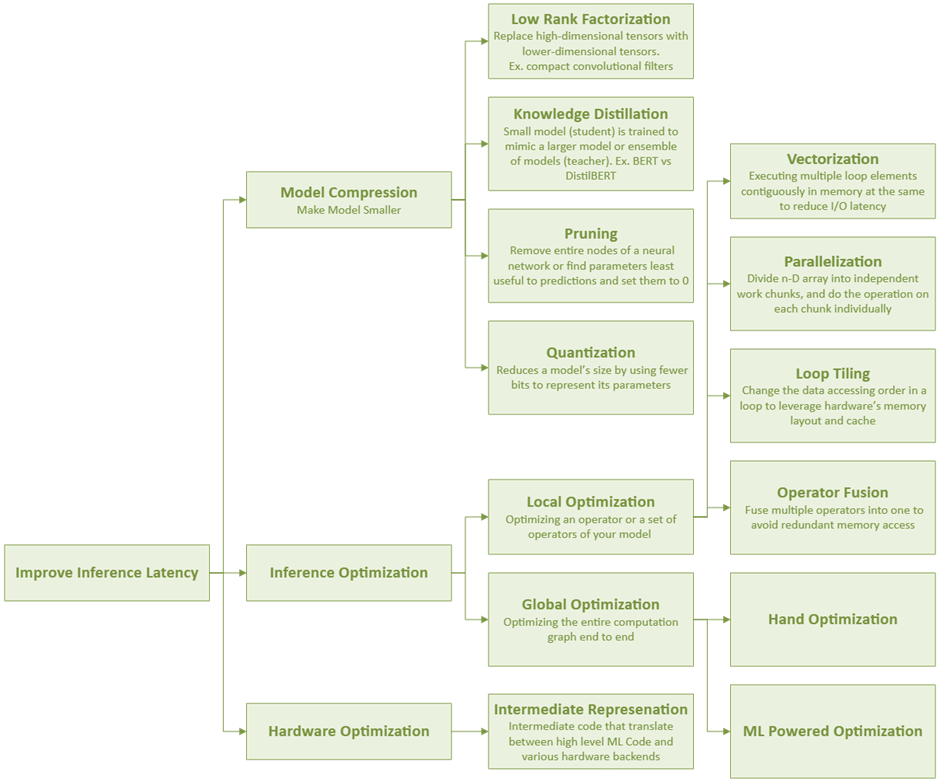 Low Rank Factorization
Replace high-dimensional tensors with
lower-dimensional tensors.
Ex. compact convolutional filters
Knowledge Distillation
Small model (student) is trained to
mimic a larger model or ensemble
of models (teacher). Ex. BERT vs
DistilBERT
Vectorization
Executing multiple loop elements
contiguously in memory at the same
to reduce I/O latency
Model Compression
Make Model Smaller
Pruning
Remove entire nodes of a neural
network or find parameters least
useful to predictions and set them to 0
Parallelization
Divide n-D array into independent
work chunks, and do the operation on
each chunk individually
Quantization
Reduces a model's size by using fewer
bits to represent its parameters
Loop Tiling
Change the data accessing order in a
loop to leverage hardware's memory
layout and cache
Local Optimization
Optimizing an operator or a set of
operators of your model
Operator Fusion
Fuse multiple operators into one to
avoid redundant memory access
Improve Inference Latency
Inference Optimization
Global Optimization
Optimizing the entire computation
graph end to end
Hand Optimization
Hardware Optimization
Intermediate Represenation
Intermediate code that translate
between high level ML Code and
various hardware backends
ML Powered Optimization